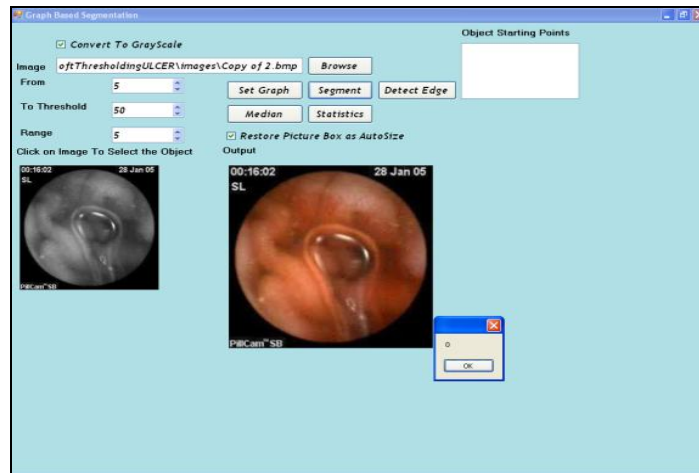 Graph Based Segmentation
Object Starting Points
Convert To GrayScale
Image oftThresholdingULCER\images\Copy of 2.bmp Browse
From 5
Set Graph Segment Detect Edge
To Threshold 50
Median Statistics
Range 5
Restore Picture Box as AutoSize
Click on Image To Select the Object Output
00:16:02 28 Jan 05
SL
PillCam™ SB
00:16:02 28 Jan 05
SL
PillCam™ SB
OK